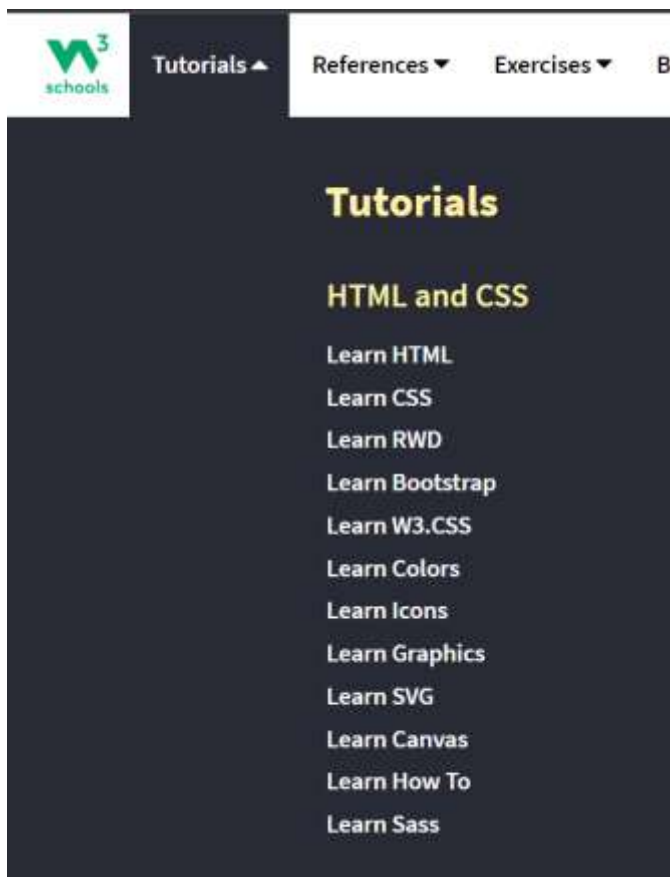 3
schools
Tutorials References Exercises B
Tutorials
HTML and CSS
Learn HTML
Learn CSS
Learn RWD
Learn Bootstrap
Learn W3.CSS
Learn Colors
Learn Icons
Learn Graphics
Learn SVG
Learn Canvas
Learn How To
Learn Sass